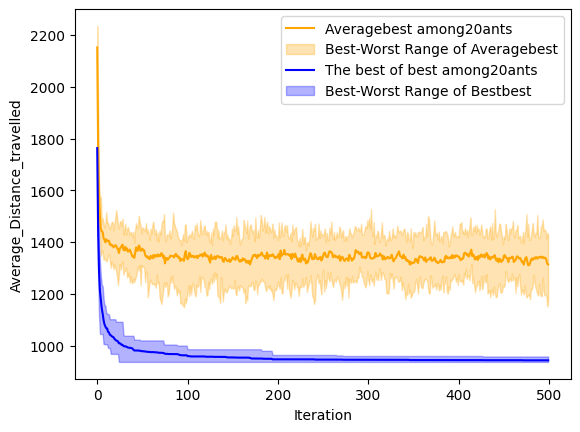 Averagebest among20ants
Best-Worst Range of Averagebest
The best of best among20ants
Best-Worst Range of Bestbest
Average_Distance_travelled
2200
2000
1800
1600
1400
1200
1000
0 100 200 300 400 500
Iteration